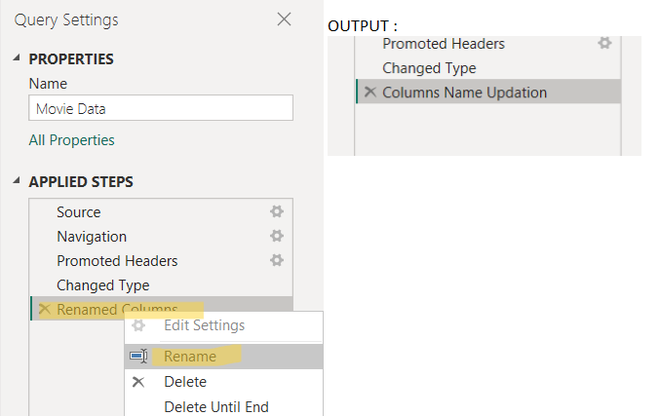 Query Settings
PROPERTIES
Name
Movie Data
All Properties
APPLIED STEPS
Source
Navigation
Promoted Headers
Changed Type
Renamed Columns
Edit Settings
Rename
Delete
Delete Until End
OUTPUT :
Promoted Headers
Changed Type
Columns Name Updation